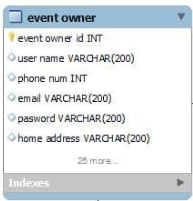 event owner
event owner id INT
user name VARCHAR(200)
phone num INT
email VARCHAR(200)
pasword VARCHAR(200)
home address VARCHAR(200)
26 more...
Indexes